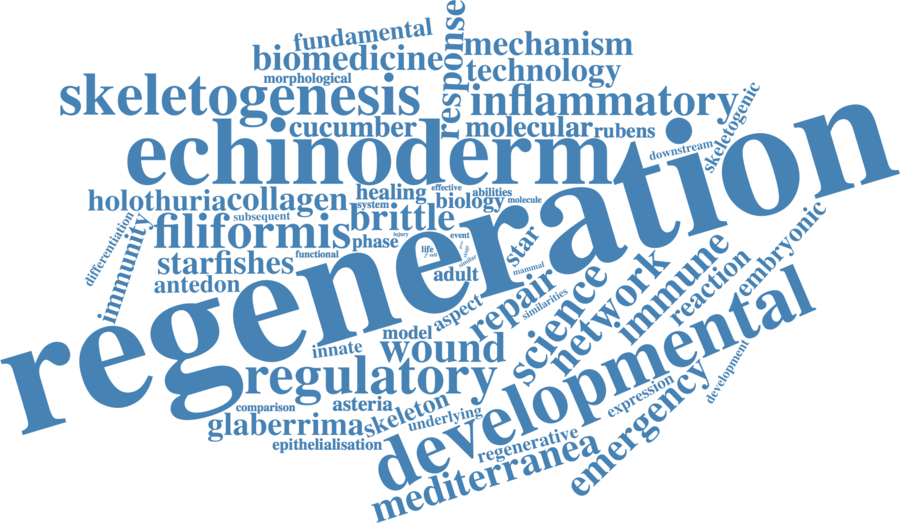 fundamental
response
mechanism
biomedicine
morphological
technology
skeletogenesis
inflammatory
skeletogenic
cucumber
molecular
rubens
echinoderm
downstream
regeneration
holothuria
collagen
healing
effective
abilities
system
biology
molecule
differentiation
immunity
filiformis
subsequent
brittle
injury
event
phase
functional
life
cell
similar
star
starfishes
antedon
adult
mammal
embryonic
similarities
aspect
repair
science
network
immune
reaction
model
innate
wound
regulatory
developmental
comparison
asteria
skeleton
underlying
expression
development
glaberrima
epithelialisation
regenerative
emergency
mediterranea